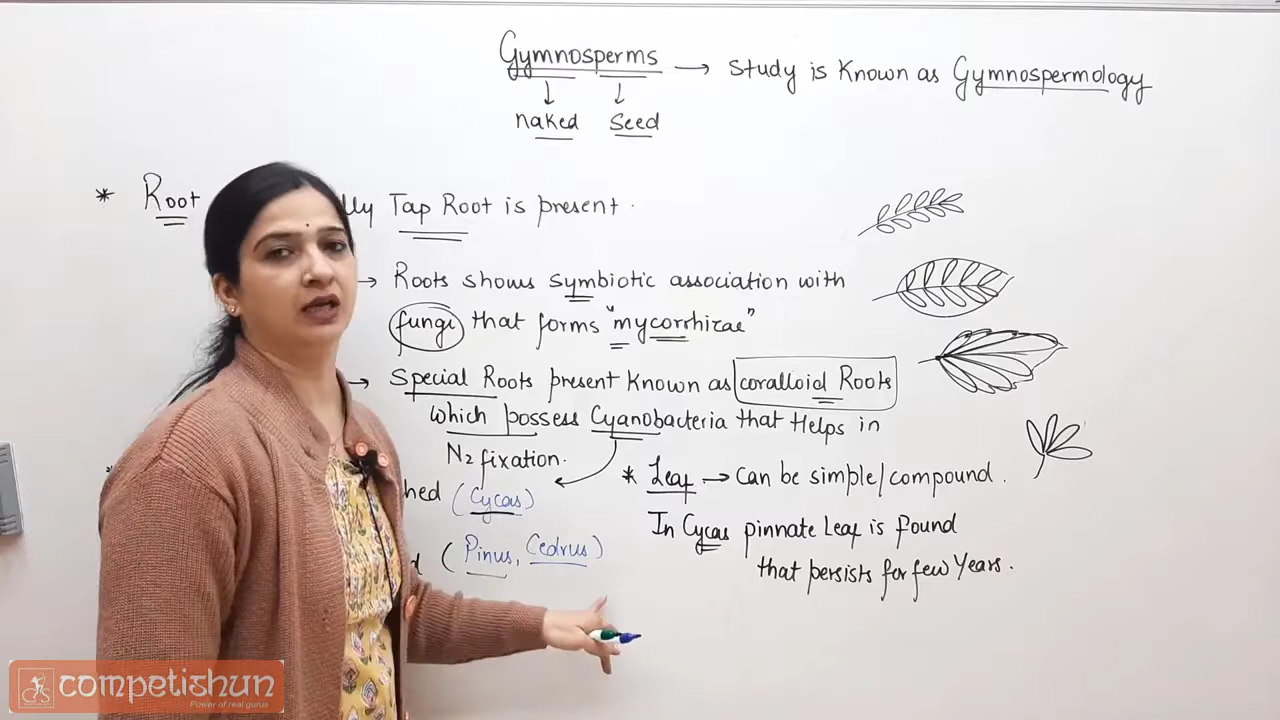 Gymnosperms → Study is Known as Gymnospermology
naked seed
* Root lly Tap Root is present.
→ Roots shows symbiotic association with
fungi that forms "mycorrhizae"
→ Special Roots present Known as coralloid Roots
which possess Cyanobacteria that Helps in
N2 fixation.
hed (Cycas)
d (Pinus, Cedrus)
* Leaf → Can be simple/compound.
In Cycas pinnate Leaf is found
that persists for few Years.
competishun
Power of real gurus